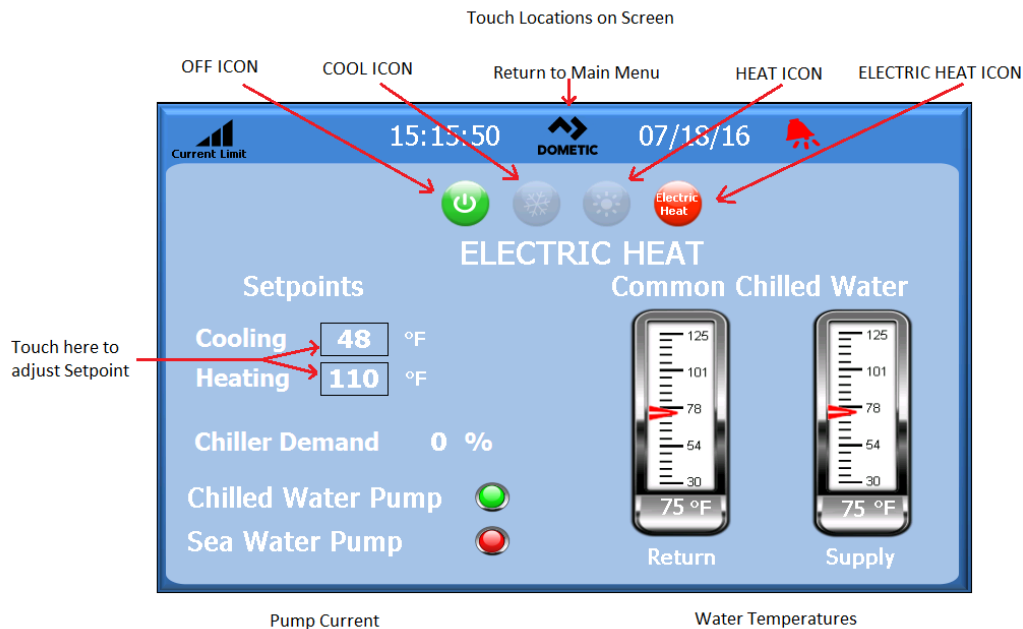 Touch Locations on Screen
OFF ICON
COOL ICON
Return to Main Menu
HEAT ICON
ELECTRIC HEAT ICON
Current Limit
15:15:50
DOMETIC
07/18/16
Electric
Heat
ELECTRIC HEAT
Setpoints
Common Chilled Water
Cooling 48 °F
Heating 110 °F
Touch here to
adjust Setpoint
Chiller Demand 0 %
Chilled Water Pump
Sea Water Pump
125
101
78
54
30
75 °F
Return
125
101
78
54
30
75 °F
Supply
Pump Current
Water Temperatures